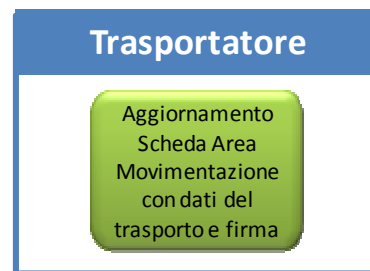 Trasportatore
Aggiornamento
Scheda Area
Movimentazione
con dati del
trasporto e firma